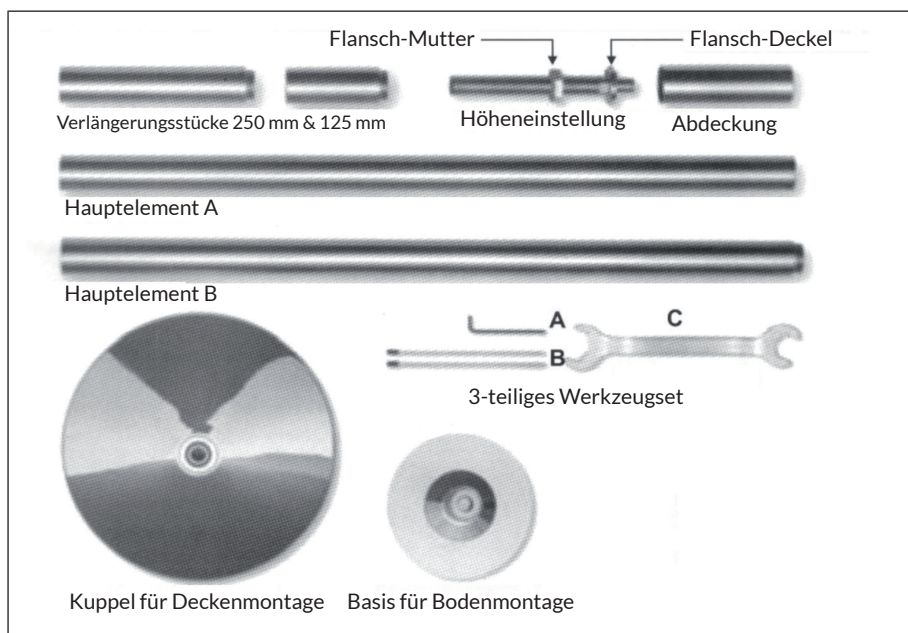 Flansch-Mutter
Flansch-Deckel
Verlängerungsstücke 250 mm & 125 mm
Höheneinstellung
Abdeckung
Hauptelement A
Hauptelement B
A
B
C
3-teiliges Werkzeugset
Kuppel für Deckenmontage
Basis für Bodenmontage